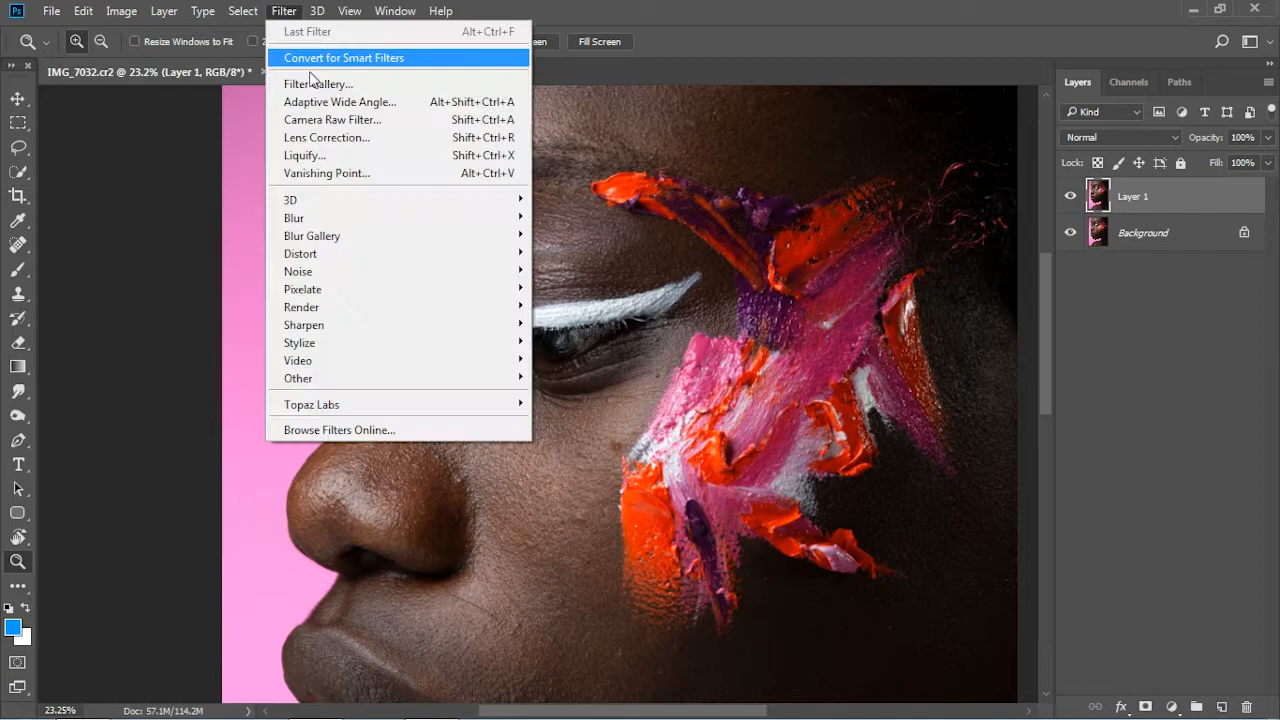 Ps File Edit Image Layer Type Select Filter 3D View Window Help
Resize Windows to Fit
Fill Screen
IMG_7032.cr2 @ 23.2% (Layer 1, RGB/8*) *
Last Filter Alt+Ctrl+F
Convert for Smart Filters
Filter Gallery...
Adaptive Wide Angle... Alt+Shift+Ctrl+A
Camera Raw Filter... Shift+Ctrl+A
Lens Correction... Shift+Ctrl+R
Liquify... Shift+Ctrl+X
Vanishing Point... Alt+Ctrl+V
3D
Blur
Blur Gallery
Distort
Noise
Pixelate
Render
Sharpen
Stylize
Video
Other
Topaz Labs
Browse Filters Online...
Layers Channels Paths
Kind
Normal Opacity: 100%
Lock: Fill: 100%
Layer 1
Background
23.25% Doc: 57.1M/114.2M